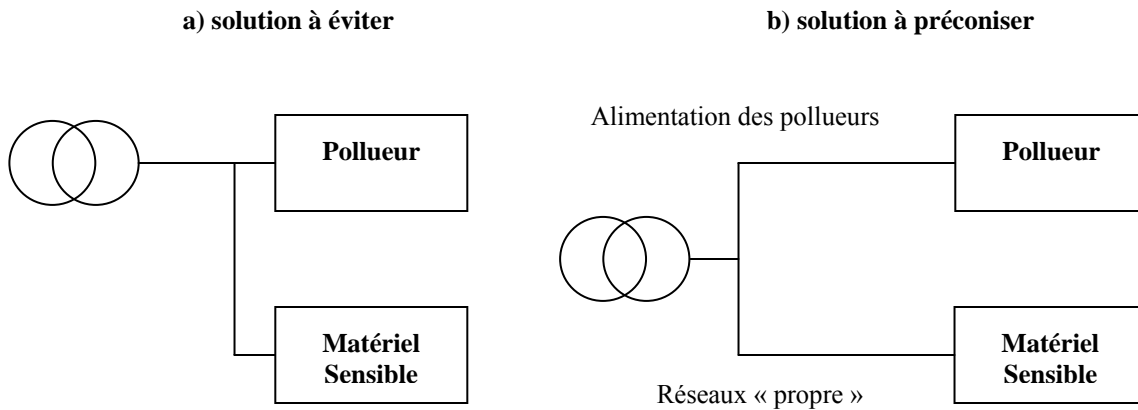 a) solution à éviter
b) solution à préconiser
Alimentation des pollueurs
Pollueur
Pollueur
Matériel
Sensible
Matériel
Sensible
Réseaux « propre »